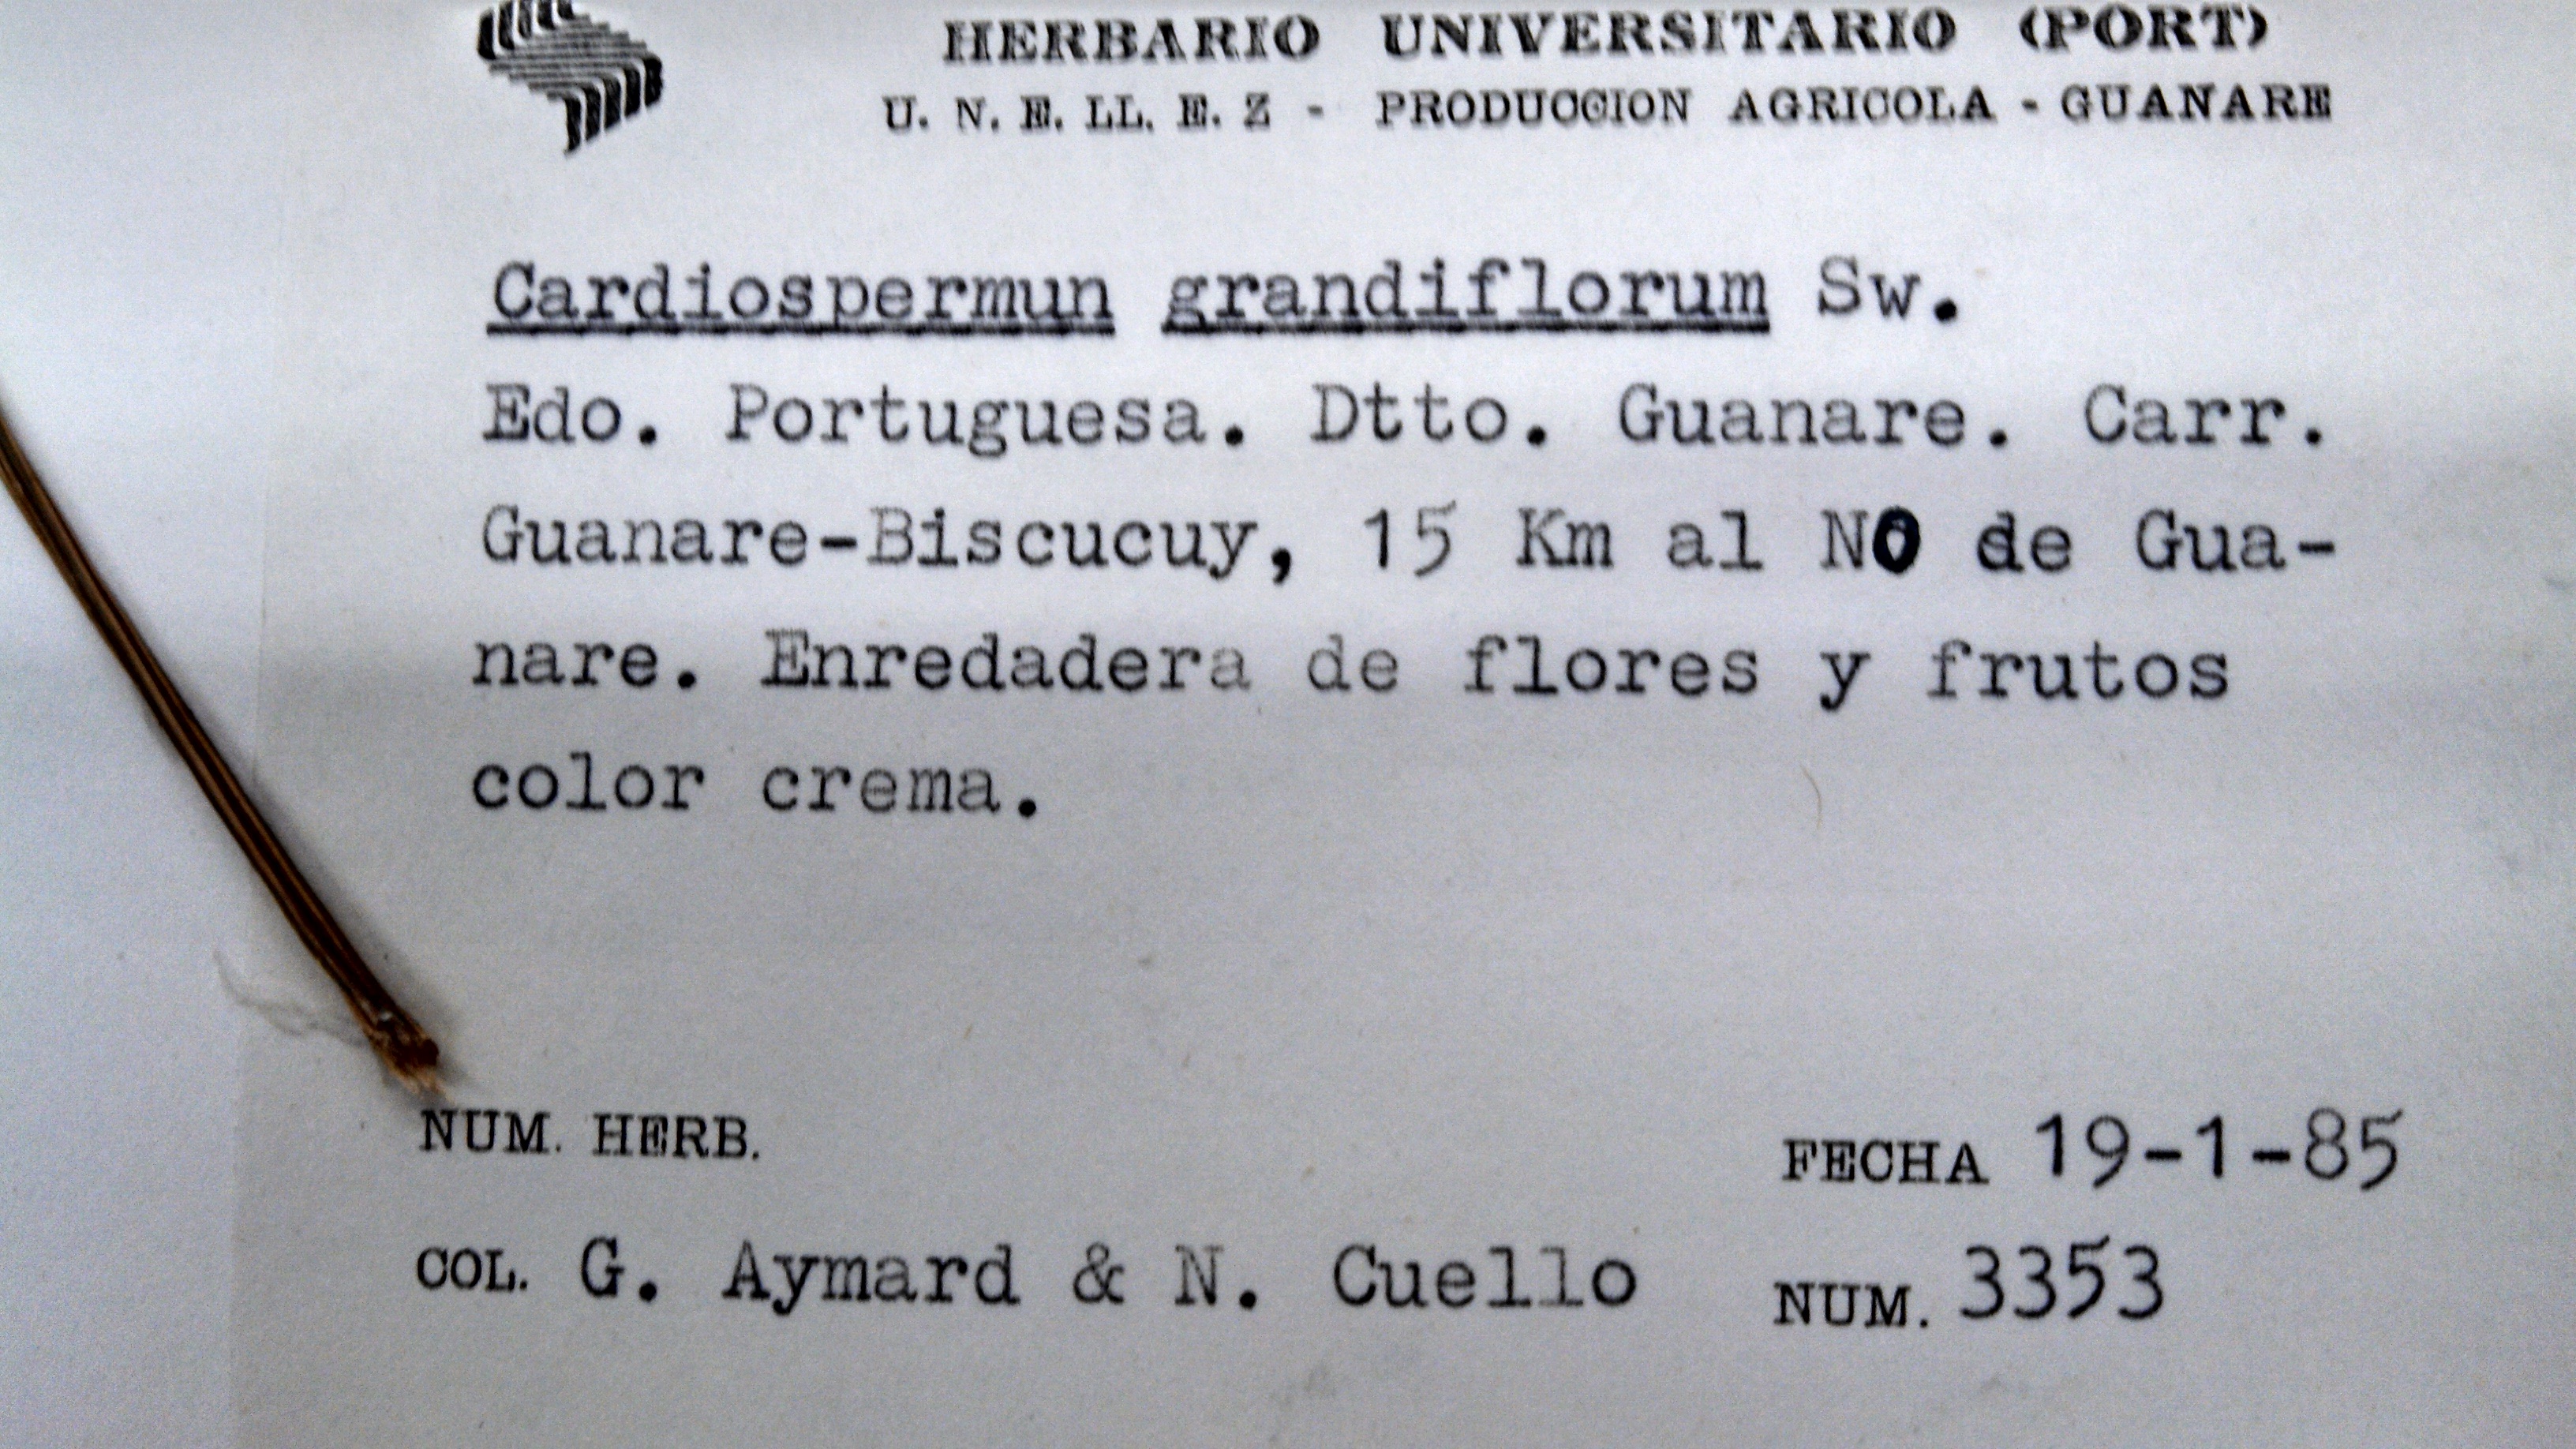 HERBARIO UNIVERSITARIO (PORT)
U. N. E. LL. E. Z - PRODUCCION AGRICOLA - GUANARE
Cardiospermun grandiflorum Sw.
Edo. Portuguesa. Dtto. Guanare. Carr.
Guanare-Biscucuy, 15 Km al NO de Gua-
nare. Enredadera de flores y frutos
color crema.
NUM. HERB.
FECHA 19-1-85
COL. G. Aymard & N. Cuello
NUM. 3353